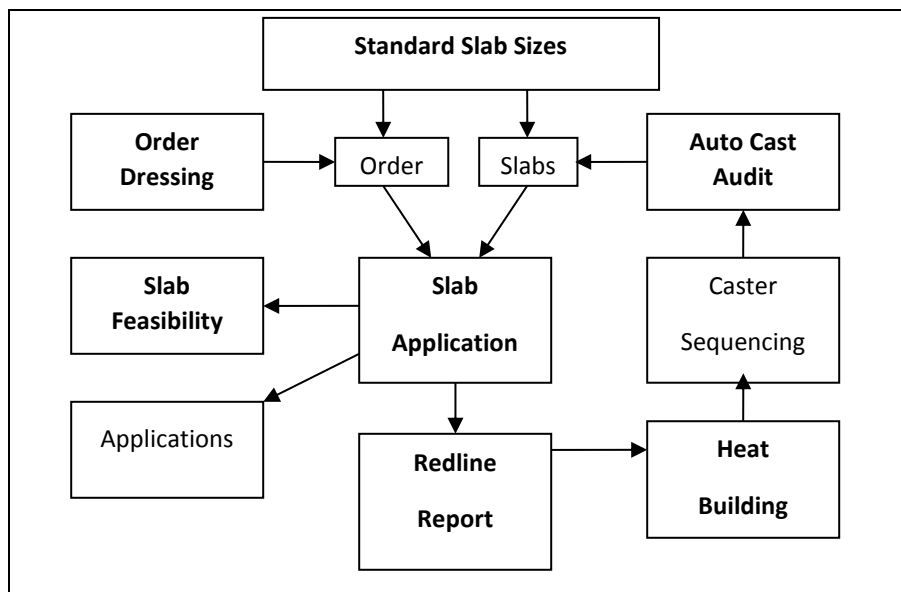 Standard Slab Sizes
Order
Dressing
Order
Slabs
Auto Cast
Audit
Slab
Feasibility
Slab
Application
Caster
Sequencing
Applications
Redline
Report
Heat
Building